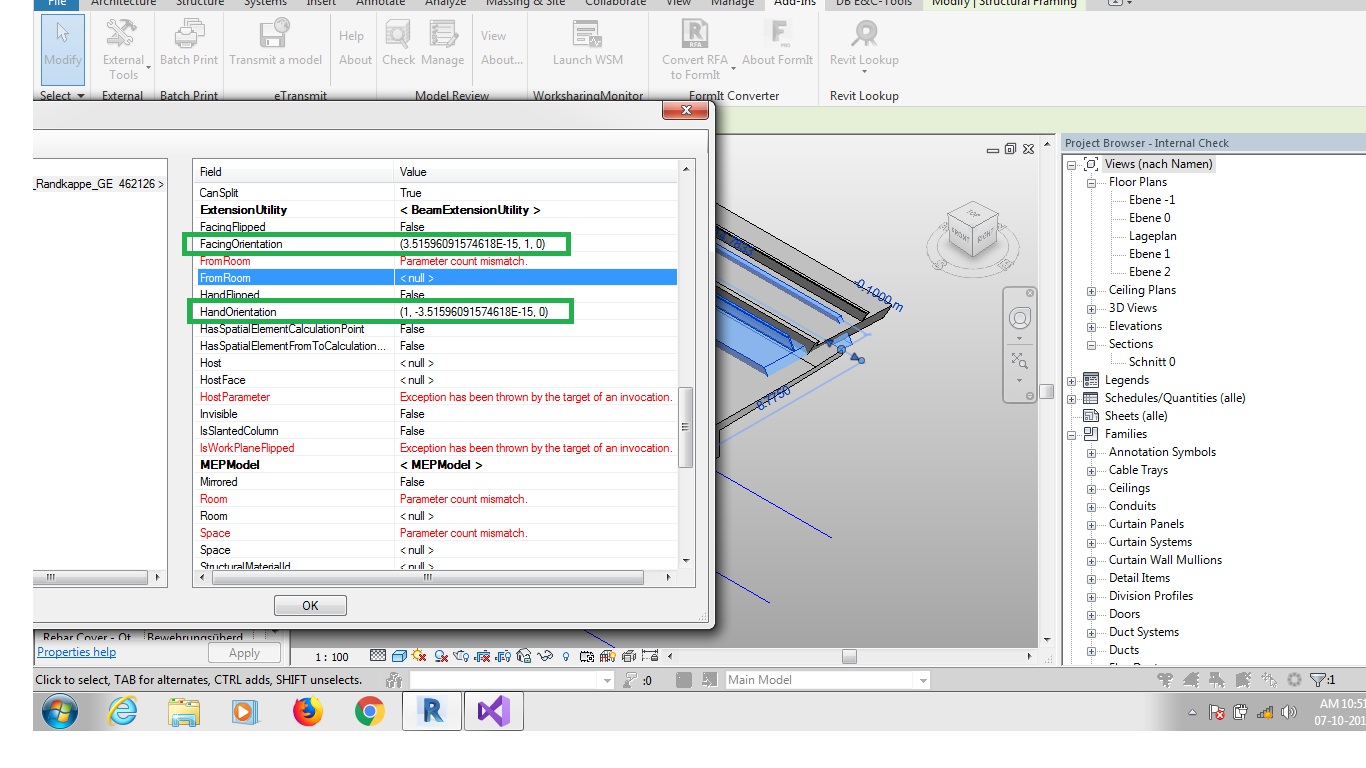 File Architecture Structure Systems Insert Annotate Analyze Massing & Site Collaborate View Manage Add-Ins DB E&C-Tools Modify | Structural Framing
Modify
External
Tools
Batch Print
Transmit a model
Help
About
Check
Manage
View
About...
Launch WSM
Convert RFA
to FormIt
RFA
About FormIt
PRO
Revit Lookup
Select External Batch Print eTransmit Model Review WorksharingMonitor FormIt Converter Revit Lookup
_Randkappe_GE 462126 >
Field Value
CanSplit True
ExtensionUtility < BeamExtensionUtility >
FacingFlipped False
FacingOrientation (3.51596091574618E-15, 1, 0)
FromRoom Parameter count mismatch.
FromRoom < null >
HandFlipped False
HandOrientation (1, -3.51596091574618E-15, 0)
HasSpatialElementCalculationPoint False
HasSpatialElementFromToCalculation... False
Host < null >
HostFace < null >
HostParameter Exception has been thrown by the target of an invocation.
Invisible False
IsSlantedColumn False
IsWorkPlaneFlipped Exception has been thrown by the target of an invocation.
MEPModel < MEPModel >
Mirrored False
Room Parameter count mismatch.
Room < null >
Space Parameter count mismatch.
Space < null >
StructuralMaterialId < null >
OK
TOP
FRONT
RIGHT
-0.1000 m
Project Browser - Internal Check
Views (nach Namen)
Floor Plans
Ebene -1
Ebene 0
Lageplan
Ebene 1
Ebene 2
Ceiling Plans
3D Views
Elevations
Sections
Schnitt 0
Legends
Schedules/Quantities (alle)
Sheets (alle)
Families
Annotation Symbols
Cable Trays
Ceilings
Conduits
Curtain Panels
Curtain Systems
Curtain Wall Mullions
Detail Items
Division Profiles
Doors
Duct Systems
Ducts
Rebar Cover - Ot Bewehrungsüberd
Properties help
Apply
1 : 100
Click to select, TAB for alternates, CTRL adds, SHIFT unselects.
:0
Main Model
:1
AM 10:51
07-10-201